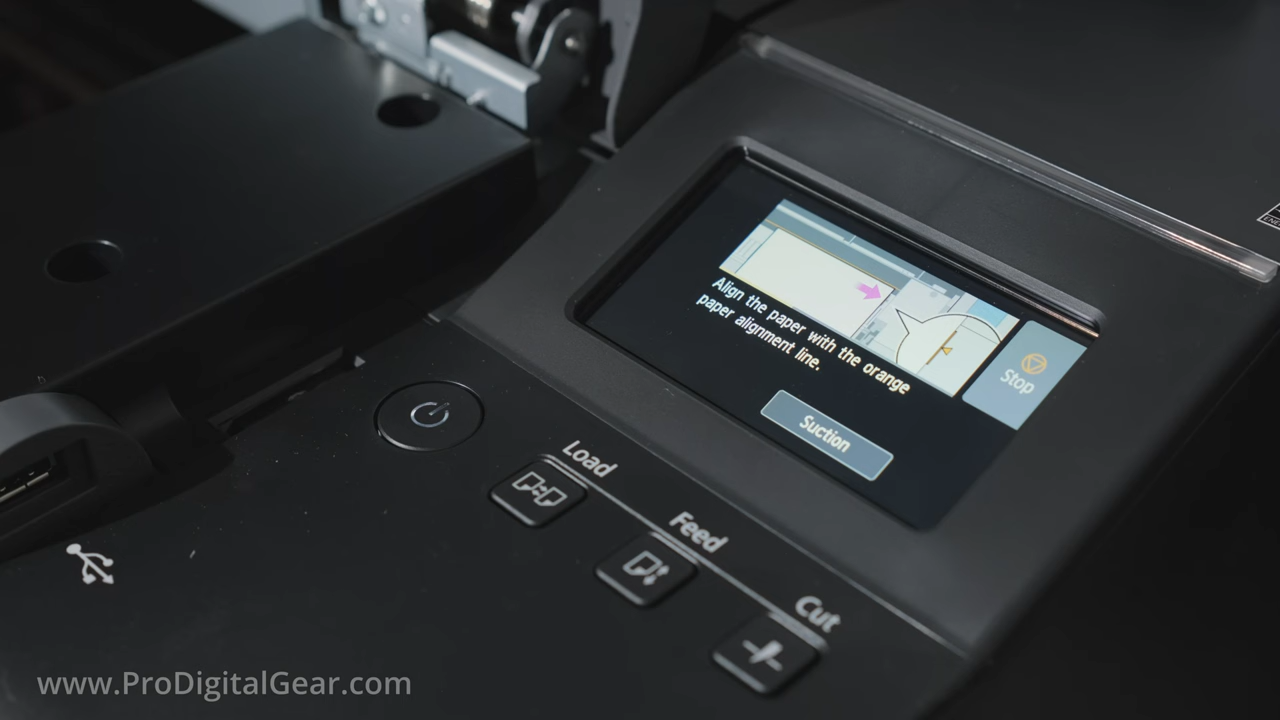 Align the paper with the orange
paper alignment line.
Stop
Suction
Load
Feed
Cut
www.ProDigitalGear.com